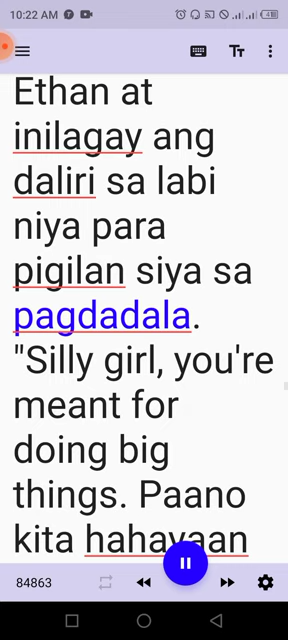 10:22 AM
Ethan at
inilagay ang
daliri sa labi
niya para
pigilan siya sa
pagdadala.
"Silly girl, you're
meant for
doing big
things. Paano
kita hahayaan
84863